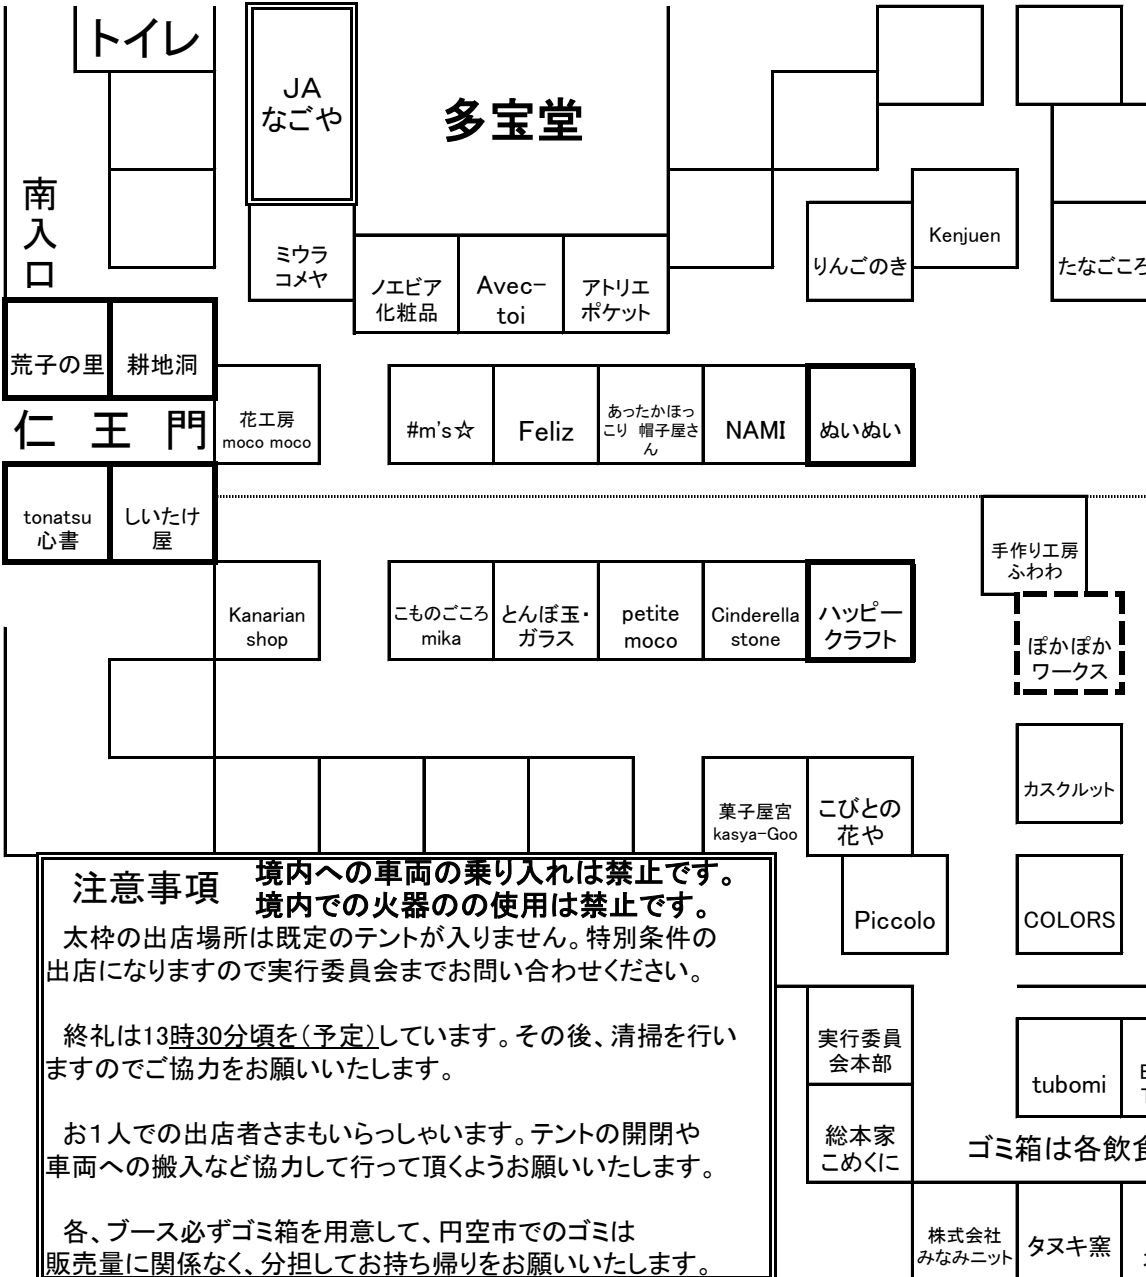 トイレ
JA
なごや
多宝堂
南
入
口
ミウラ
コメヤ
ノエビア
化粧品
Avec-
toi
アトリエ
ポケット
りんごのき
Kenjuen
たなごころ
荒子の里
耕地洞
仁 王 門
花工房
moco moco
#m's☆
Feliz
あったかほっ
こり 帽子屋さ
ん
NAMI
ぬいぬい
tonatsu
心書
しいたけ
屋
手作り工房
ふわわ
Kanarian
shop
こものごころ
mika
とんぼ玉・
ガラス
petite
moco
Cinderella
stone
ハッピー
クラフト
ぽかぽか
ワークス
カスクルット
菓子屋宮
kasya-Goo
こびとの
花や
Piccolo
COLORS
注意事項
境内への車両の乗り入れは禁止です。
境内での火器のの使用は禁止です。
太枠の出店場所は既定のテントが入りません。特別条件の
出店になりますので実行委員会までお問い合わせください。
終礼は13時30分頃を(予定)しています。その後、清掃を行い
ますのでご協力をお願いいたします。
お1人での出店者さまもいらっしゃいます。テントの開閉や
車両への搬入など協力して行って頂くようお願いいたします。
各、ブース必ずゴミ箱を用意して、円空市でのゴミは
販売量に関係なく、分担してお持ち帰りをお願いいたします。
実行委員
会本部
tubomi
総本家
こめくに
ゴミ箱は各飲食
株式会社
みなみニット
タヌキ窯